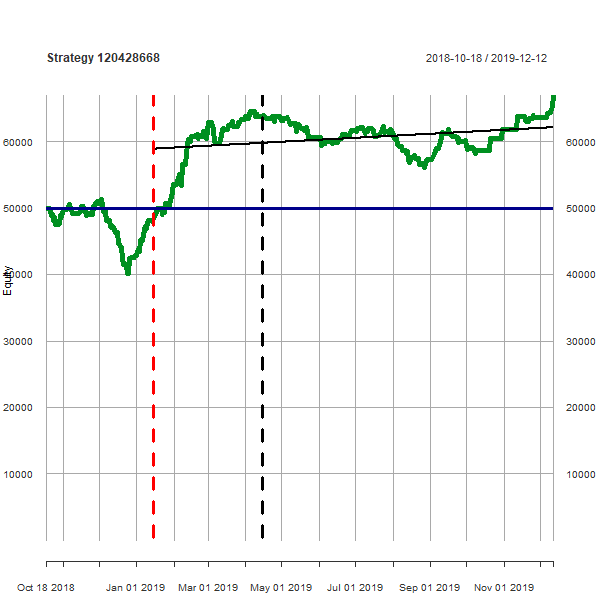 Strategy 120428668
2018-10-18 / 2019-12-12
60000
60000
50000
50000
Equity
40000
40000
30000
30000
20000
20000
10000
10000
Oct 18 2018
Jan 01 2019
Mar 01 2019
May 01 2019
Jul 01 2019
Sep 01 2019
Nov 01 2019